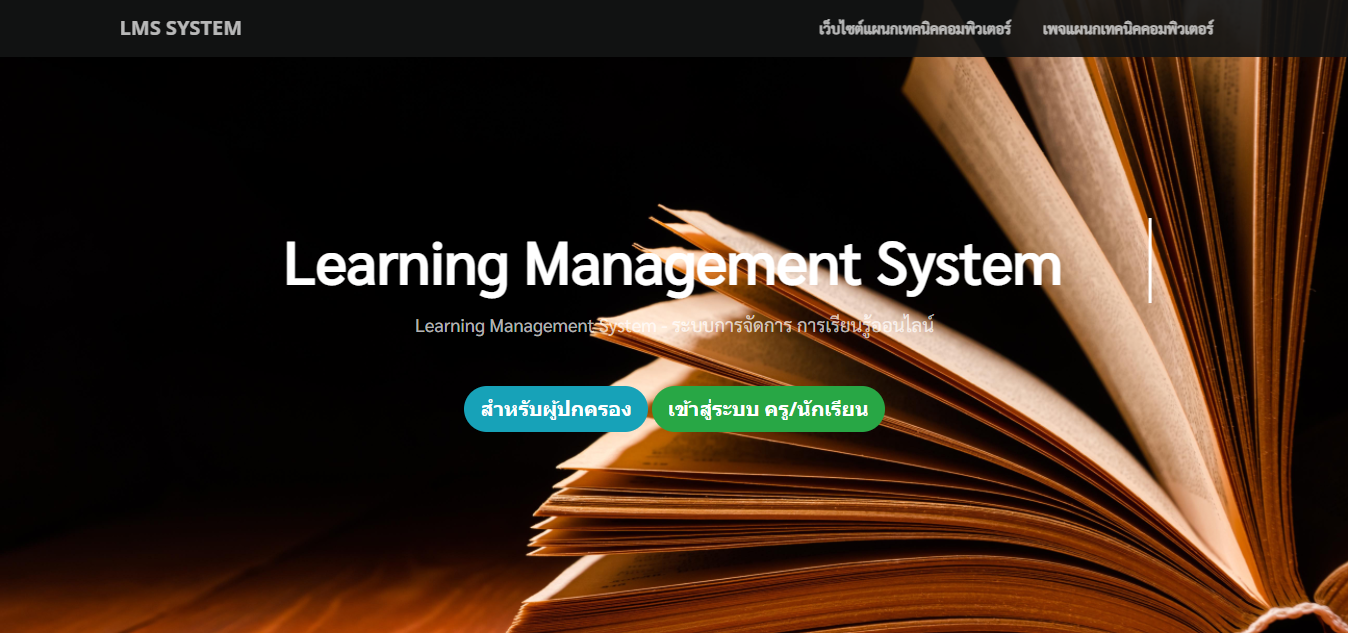 LMS SYSTEM
เว็บไซต์แผนกเทคนิคคอมพิวเตอร์
เพจแผนกเทคนิคคอมพิวเตอร์
Learning Management System
Learning Management System - ระบบการจัดการ การเรียนรู้ออนไลน์
สำหรับผู้ปกครอง
เข้าสู่ระบบ ครู/นักเรียน